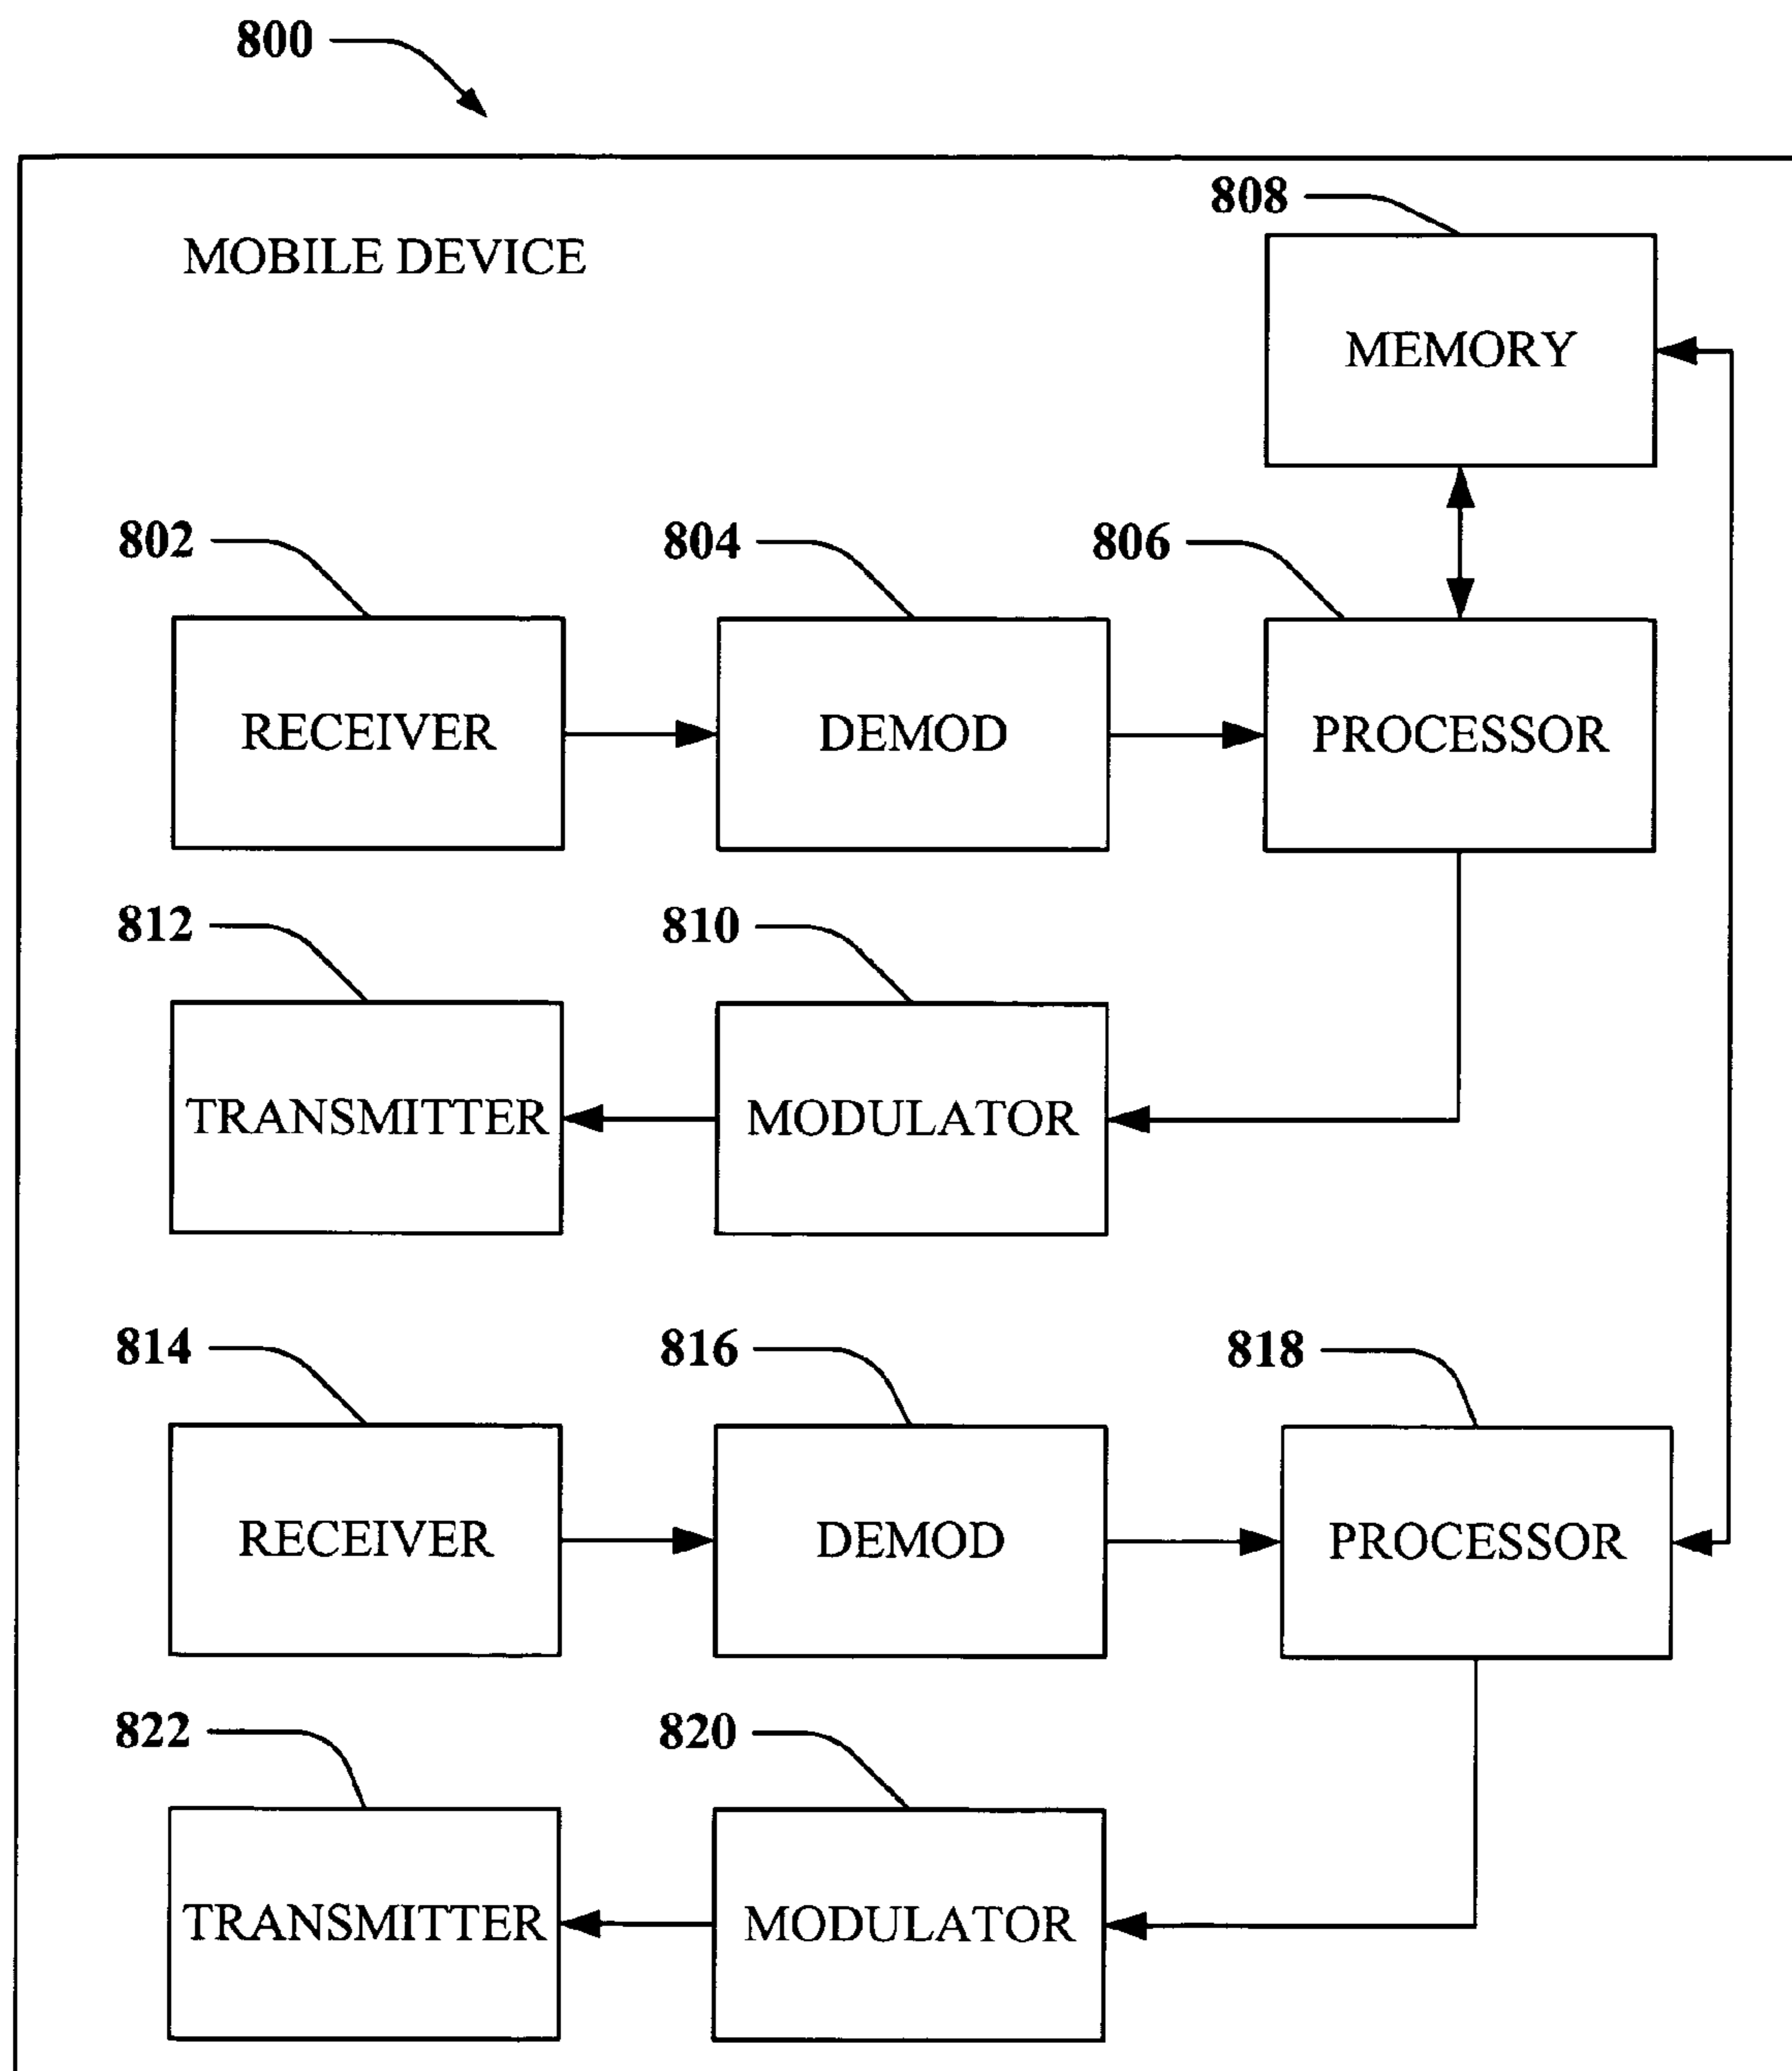 800
MOBILE DEVICE
808
MEMORY
802
804
806
RECEIVER
DEMOD
PROCESSOR
812
810
TRANSMITTER
MODULATOR
814
816
818
RECEIVER
DEMOD
PROCESSOR
822
820
TRANSMITTER
MODULATOR